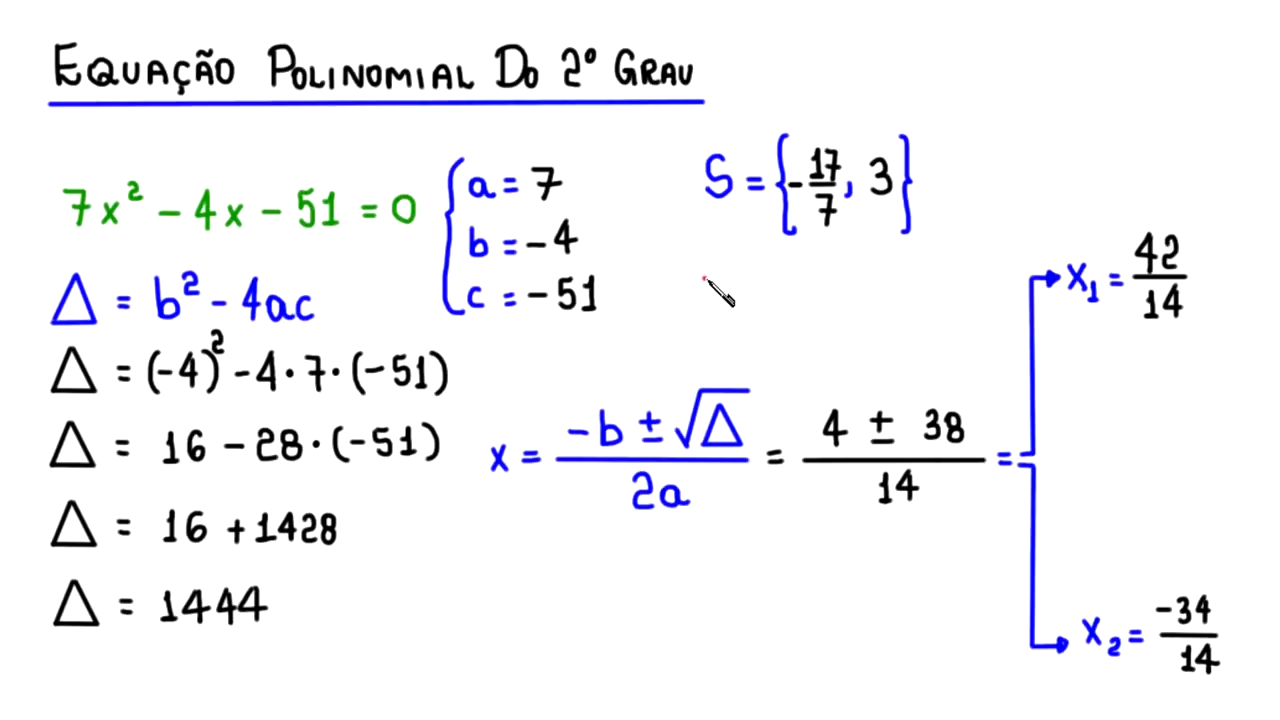 EQUAÇÃO POLINOMIAL DO 2º GRAU
7x² - 4x - 51 = 0
a = 7
b = -4
c = -51
S = {-17/7, 3}
Δ = b² - 4ac
Δ = (-4)² - 4·7·(-51)
Δ = 16 - 28·(-51)
Δ = 16 + 1428
Δ = 1444
x = (-b ± √Δ)/2a = (4 ± 38)/14 =
x₁ = 42/14
x₂ = -34/14